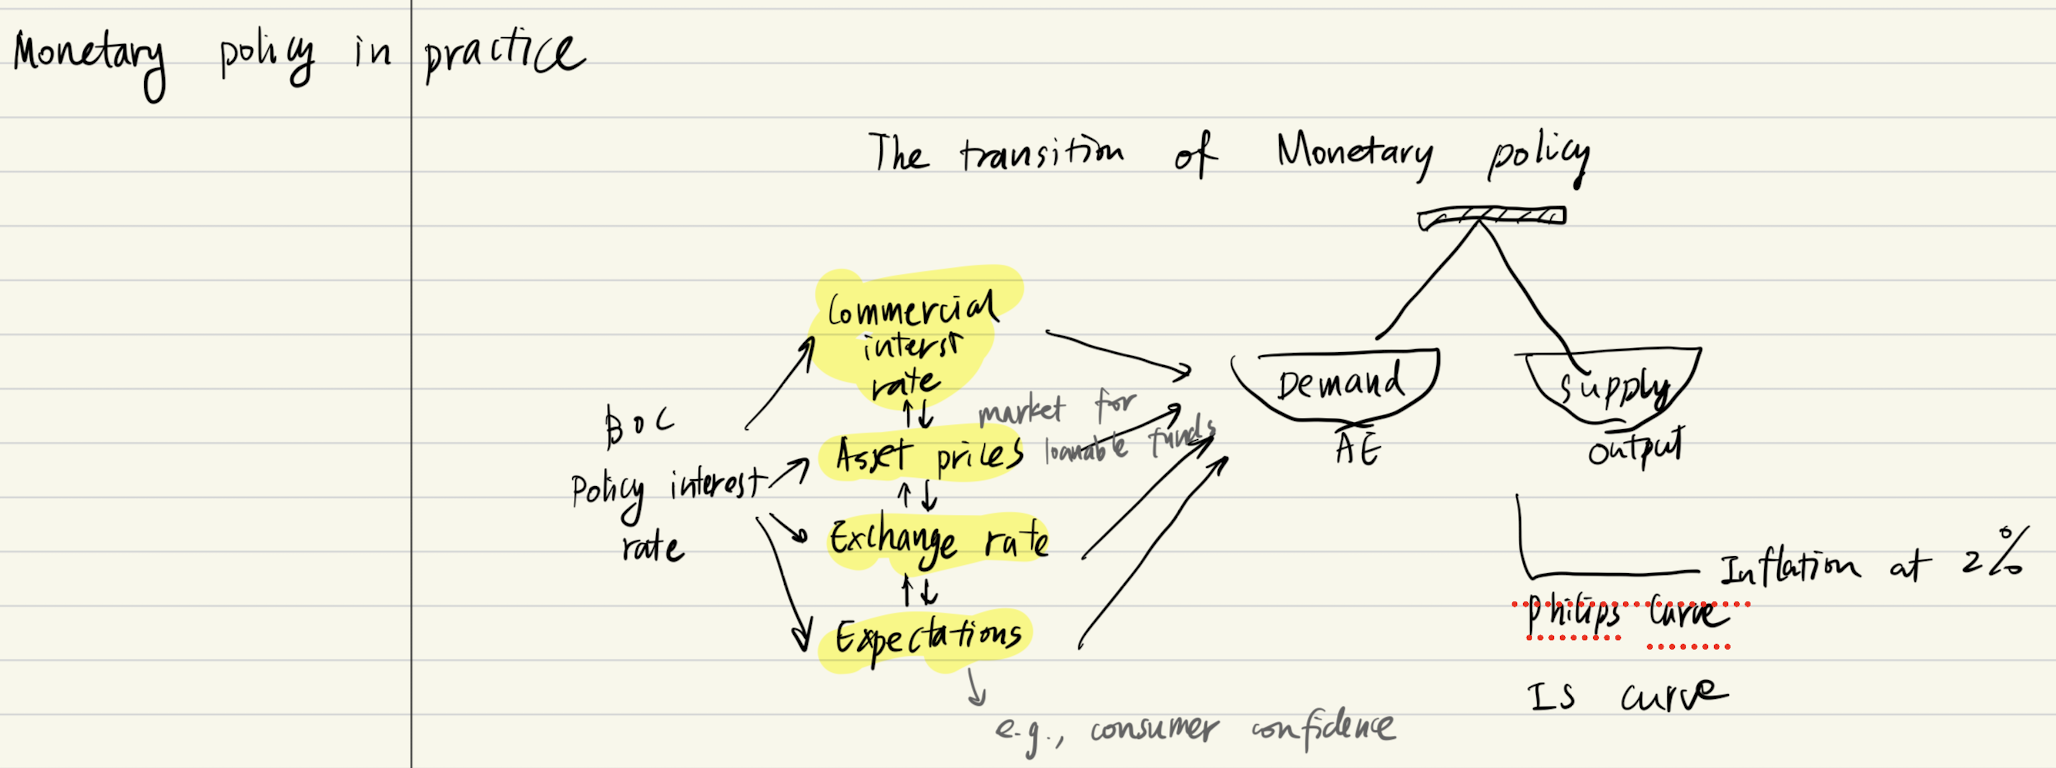 Monetary policy in practice
The transition of Monetary policy
Commercial
interst
rate
market for
loanable funds
BOC
Policy interest
rate
Asset prices
Exchange rate
Expectations
e.g., consumer confidence
Demand
AE
supply
output
Inflation at 2%
Philips Curve
IS curve